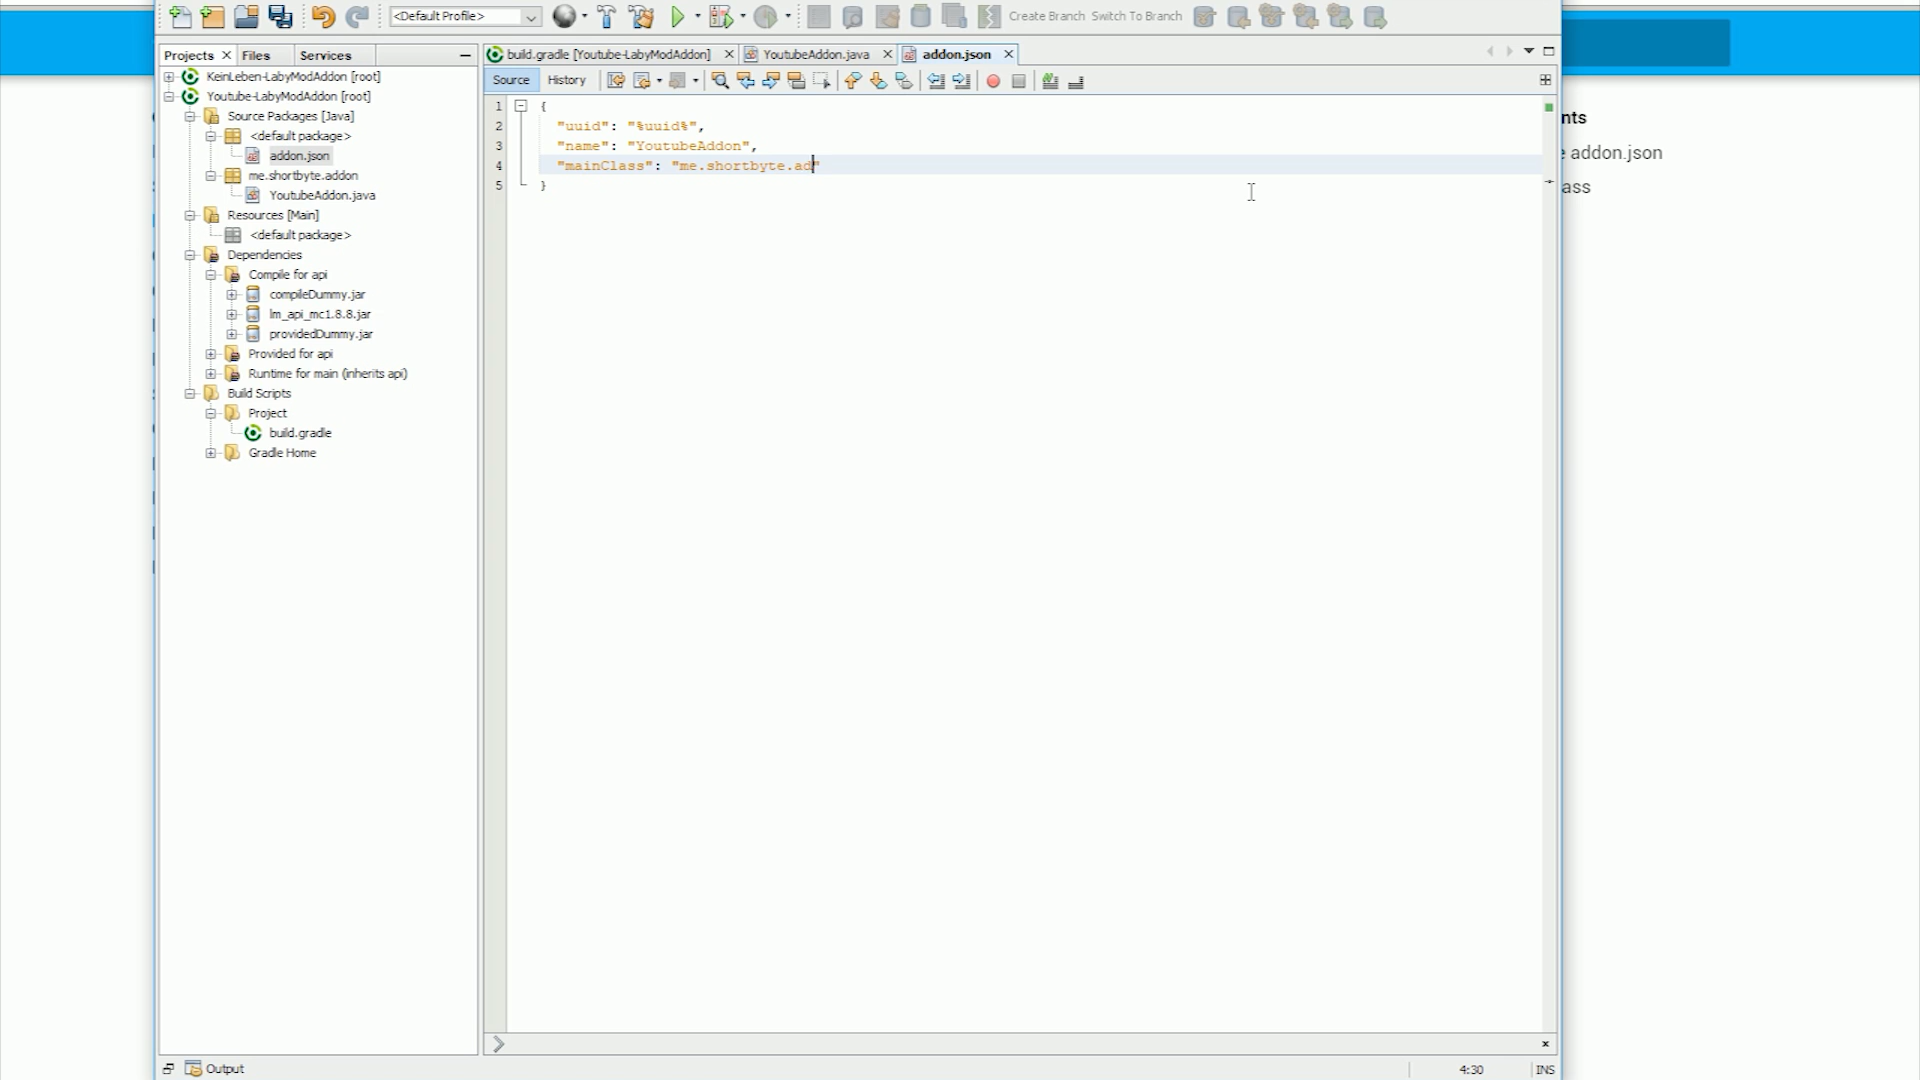 <Default Profile>
Create Branch Switch To Branch
Projects
Files
Services
KeinLeben-LabyModAddon [root]
Youtube-LabyModAddon [root]
Source Packages [Java]
<default package>
addon.json
me.shortbyte.addon
YoutubeAddon.java
Resources [Main]
<default package>
Dependencies
Compile for api
compileDummy.jar
lm_api_mc1.8.8.jar
providedDummy.jar
Provided for api
Runtime for main (inherits api)
Build Scripts
Project
build.gradle
Gradle Home
build.gradle [Youtube-LabyModAddon]
YoutubeAddon.java
addon.json
Source
History
1 {
2 "uuid": "%uuid%",
3 "name": "YoutubeAddon",
4 "mainClass": "me.shortbyte.ad"
5 }
nts
addon.json
ass
Output
4:30
INS